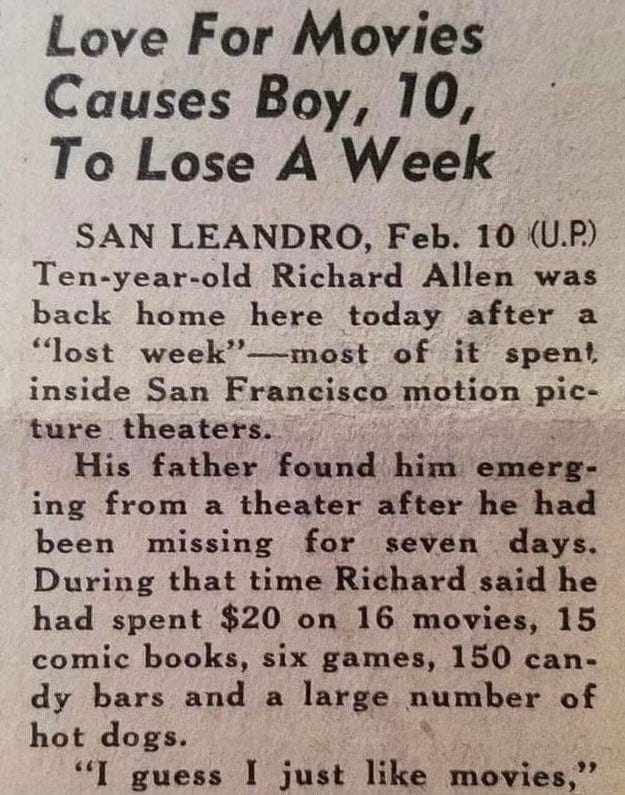 Love For Movies
Causes Boy, 10,
To Lose A Week
SAN LEANDRO, Feb. 10 (U.P.)
Ten-year-old Richard Allen was
back home here today after a
“lost week”—most of it spent
inside San Francisco motion pic-
ture theaters.
His father found him emerg-
ing from a theater after he had
been missing for seven days.
During that time Richard said he
had spent $20 on 16 movies, 15
comic books, six games, 150 can-
dy bars and a large number of
hot dogs.
“I guess I just like movies,”